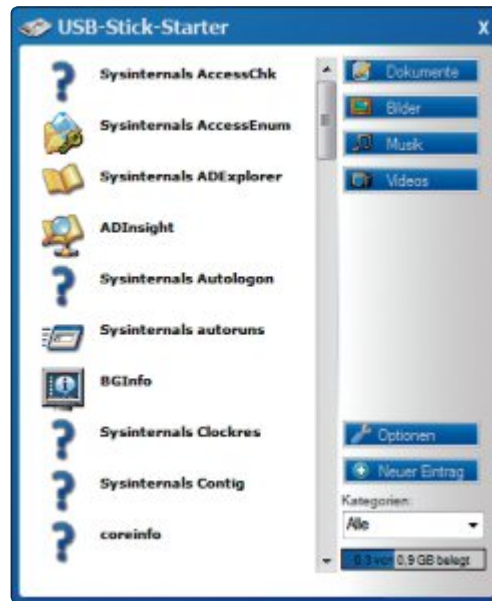 USB-Stick-Starter
X
Sysinternals AccessChk
Sysinternals AccessEnum
Sysinternals ADExplorer
ADInsight
Sysinternals Autologon
Sysinternals autoruns
BGInfo
Sysinternals Clockres
Sysinternals Contig
coreinfo
Dokumente
Bilder
Musik
Videos
Optionen
Neuer Eintrag
Kategorien:
Alle
0.3 von 0,9 GB belegt